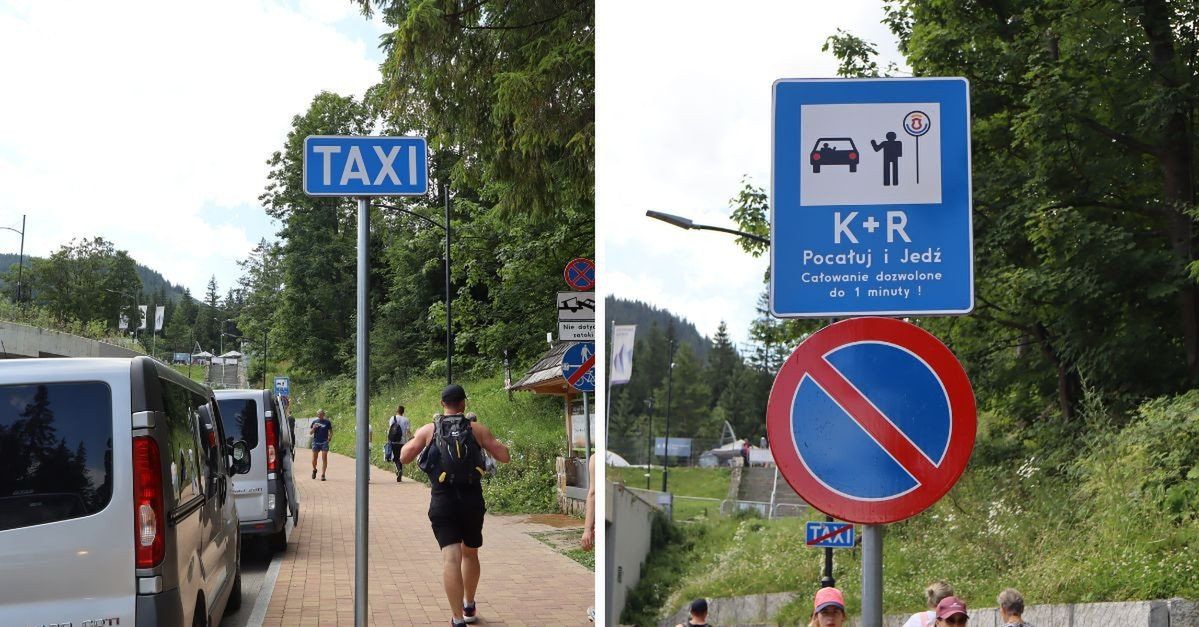 TAXI
Nie dotyczy
K+R
Pocałuj i Jedź
Całowanie dozwolone
do 1 minuty !
TAXI